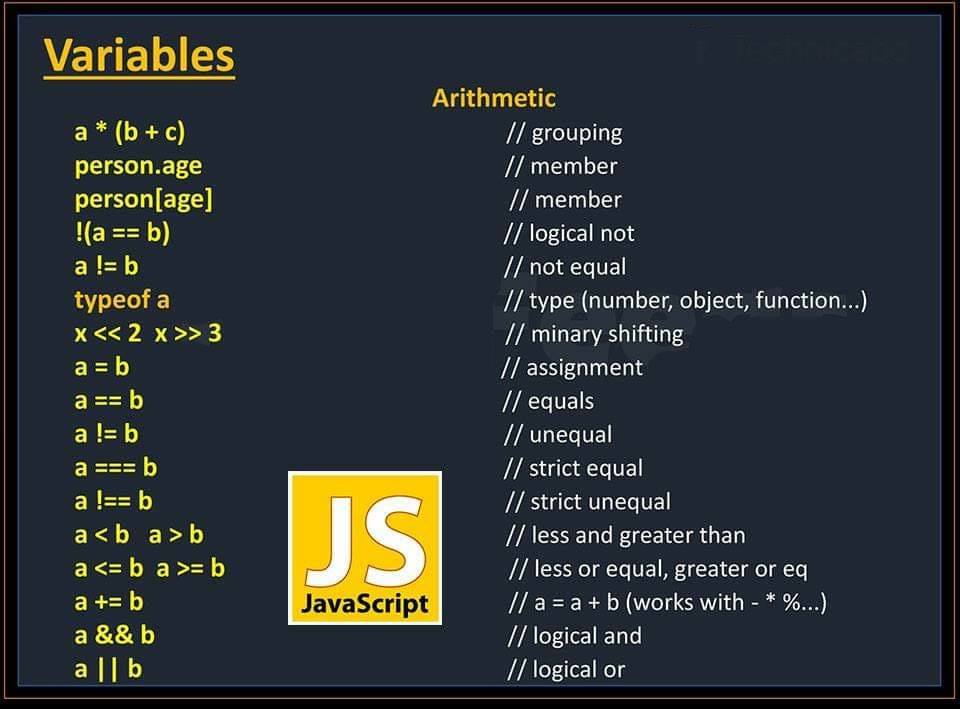 Variables
Arithmetic
a * (b + c) // grouping
person.age // member
person[age] // member
!(a == b) // logical not
a != b // not equal
typeof a // type (number, object, function...)
x << 2 x >> 3 // minary shifting
a = b // assignment
a == b // equals
a != b // unequal
a === b // strict equal
a !== b // strict unequal
a < b a > b // less and greater than
a <= b a >= b // less or equal, greater or eq
a += b // a = a + b (works with - * %...)
a && b // logical and
a || b // logical or
JS
JavaScript